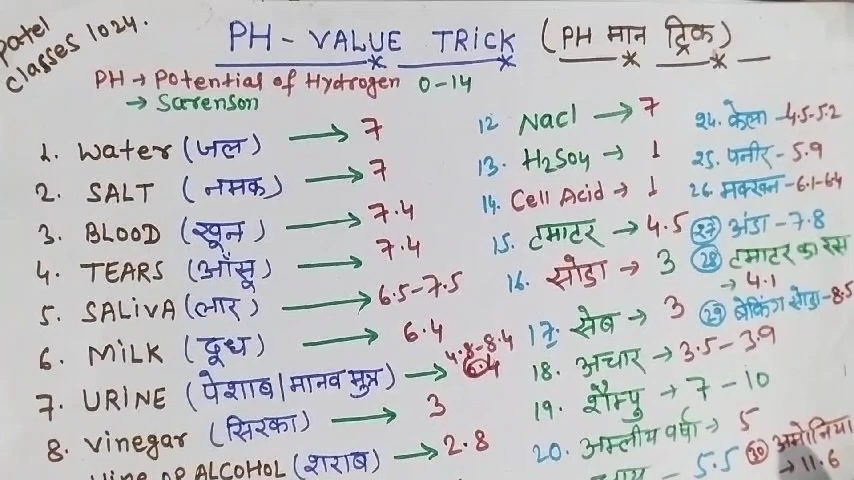 Patel
Classes 1024.
PH - VALUE TRICK (PH मान ट्रिक)
PH → Potential of Hydrogen 0-14
→ Sorenson
1. Water (जल) → 7
2. SALT (नमक) → 7
3. BLOOD (खून) → 7.4
4. TEARS (आँसू) → 7.4
5. SALIVA (लार) → 6.5-7.5
6. MILK (दूध) → 6.4
7. URINE (पेशाब/मानव मुत्र) → 4.8-8.4
8. Vinegar (सिरका) → 3
OR ALCOHOL (शराब) → 2.8
12 Nacl → 7
13. H2So4 → 1
14. Cell Acid → 1
15. टमाटर → 4.5
16. सोडा → 3
17. सेब → 3
18. अचार → 3.5-3.9
19. शैम्पु → 7-10
20. अम्लीय वर्षा → 5
- 5.5
24. केला - 4.5-5.2
25. पनीर - 5.9
26. मक्खन - 6.1-6.4
27 अंडा - 7.8
28 टमाटर का रस
→ 4.1
29 बेकिंग सोडा - 8.5
30 अमोनिया
→ 11.6